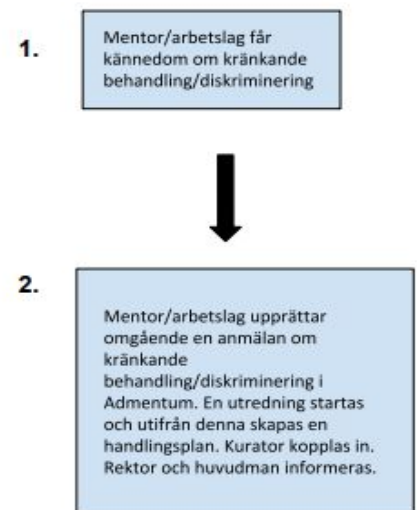 1.
Mentor/arbetslag får
kännedom om kränkande
behandling/diskriminering
2.
Mentor/arbetslag upprättar
omgående en anmälan om
kränkande
behandling/diskriminering i
Admentum. En utredning startas
och utifrån denna skapas en
handlingsplan. Kurator kopplas in.
Rektor och huvudman informeras.